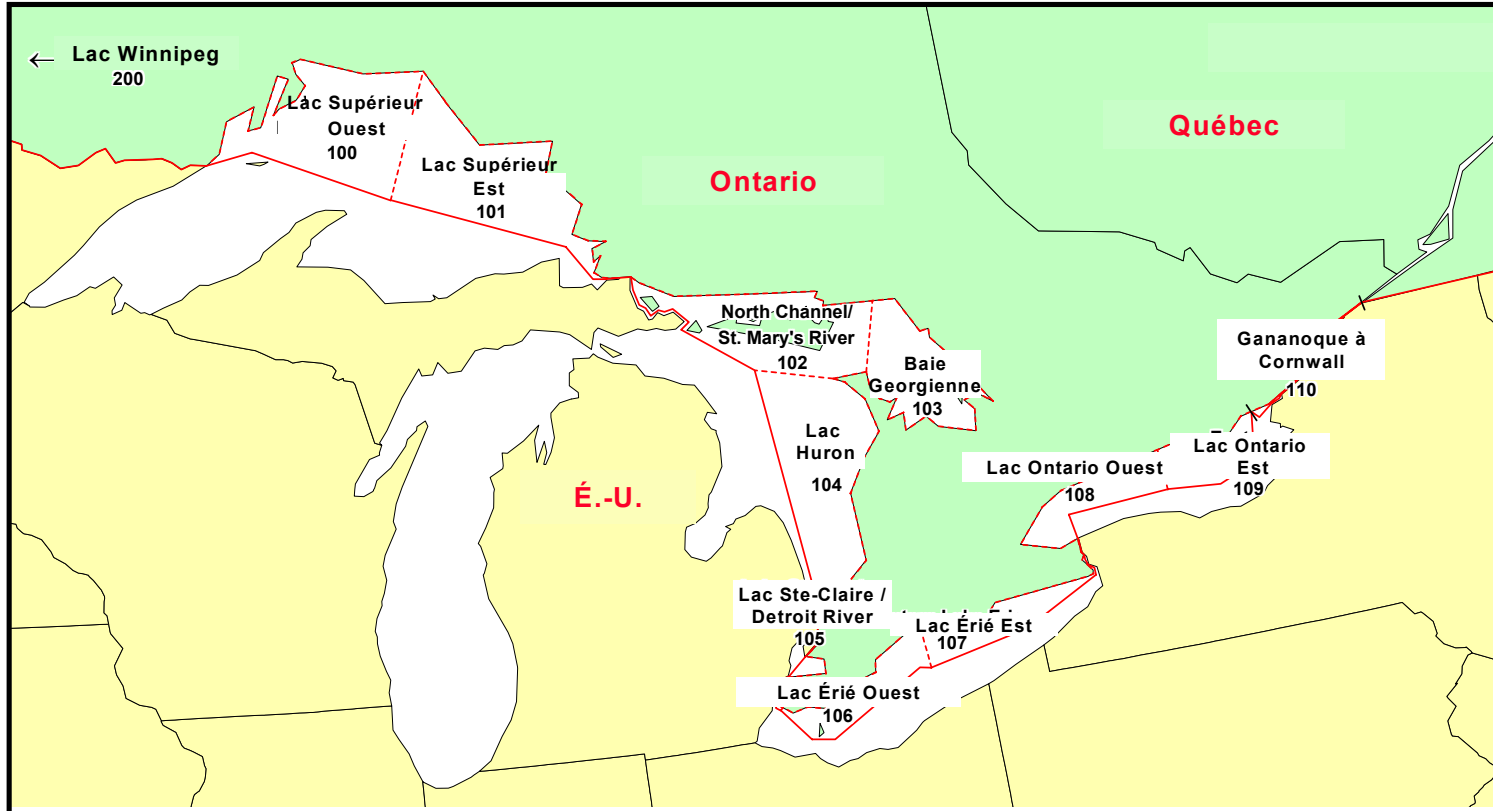 ← Lac Winnipeg
200
Lac Supérieur
Ouest
100
Lac Supérieur
Est
101
Ontario
Québec
North Channel/
St. Mary's River
102
Baie
Georgienne
103
Lac
Huron
104
Gananoque à
Cornwall
110
Lac Ontario Ouest
108
Lac Ontario
Est
109
É.-U.
Lac Ste-Claire /
Detroit River
105
Lac Érié Est
107
Lac Érié Ouest
106